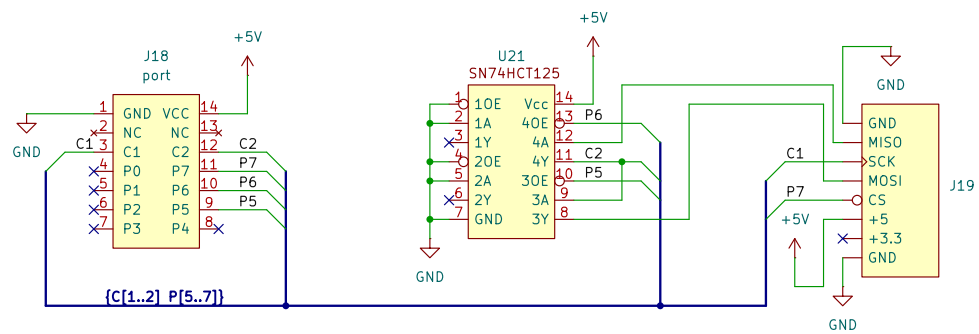 J18
port
+5V
GND
1 GND VCC 14
2 NC NC 13
C1 3 C1 C2 12 C2
4 P0 P7 11 P7
5 P1 P6 10 P6
6 P2 P5 9 P5
7 P3 P4 8
{C[1..2] P[5..7]}
+5V
U21
SN74HCT125
1 1OE Vcc 14
2 1A 4OE 13 P6
3 1Y 4A 12
4 2OE 4Y 11 C2
5 2A 3OE 10 P5
6 2Y 3A 9
7 GND 3Y 8
GND
GND
GND
MISO
C1 SCK
MOSI
P7 CS
+5V +5
+3.3
GND
J19
GND